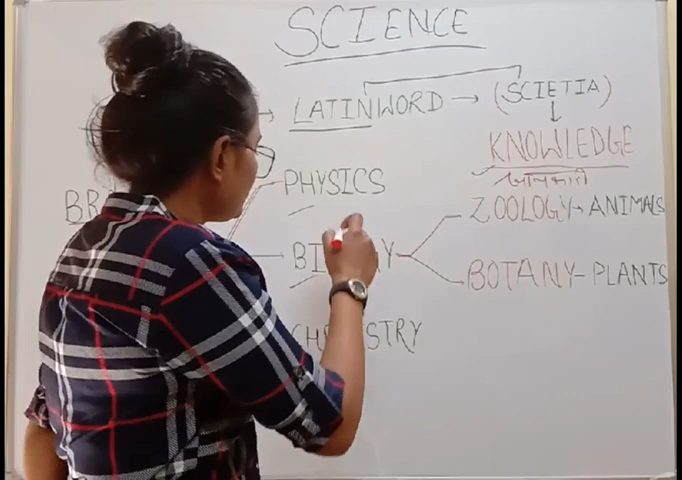 SCIENCE
→ LATIN WORD → (SCIETIA)
↓
KNOWLEDGE
जानकारी
PHYSICS
ZOOLOGY → ANIMALS
BOTANY - PLANTS